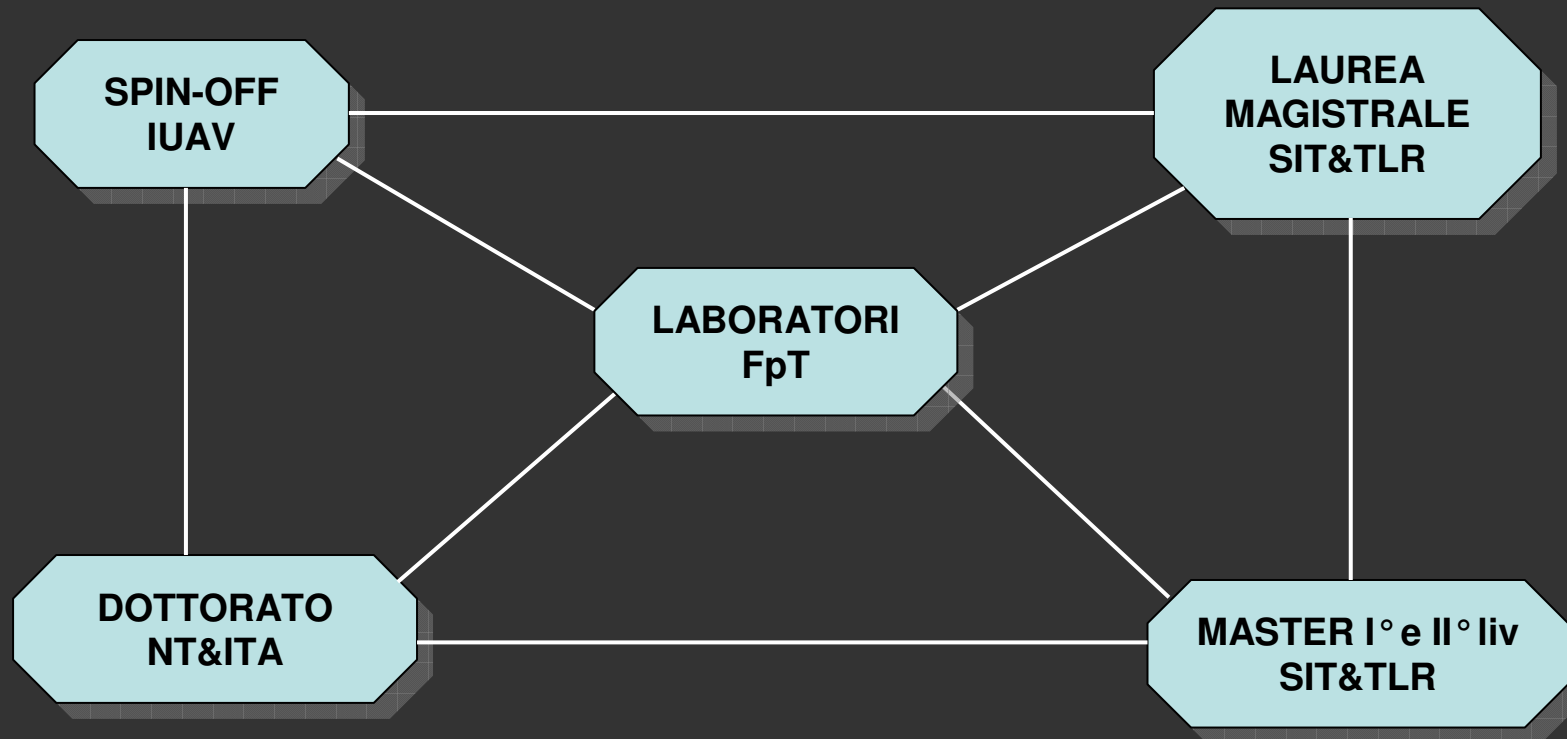 SPIN-OFF
IUAV
LAUREA
MAGISTRALE
SIT&TLR
LABORATORI
FpT
DOTTORATO
NT&ITA
MASTER I° e II° liv
SIT&TLR